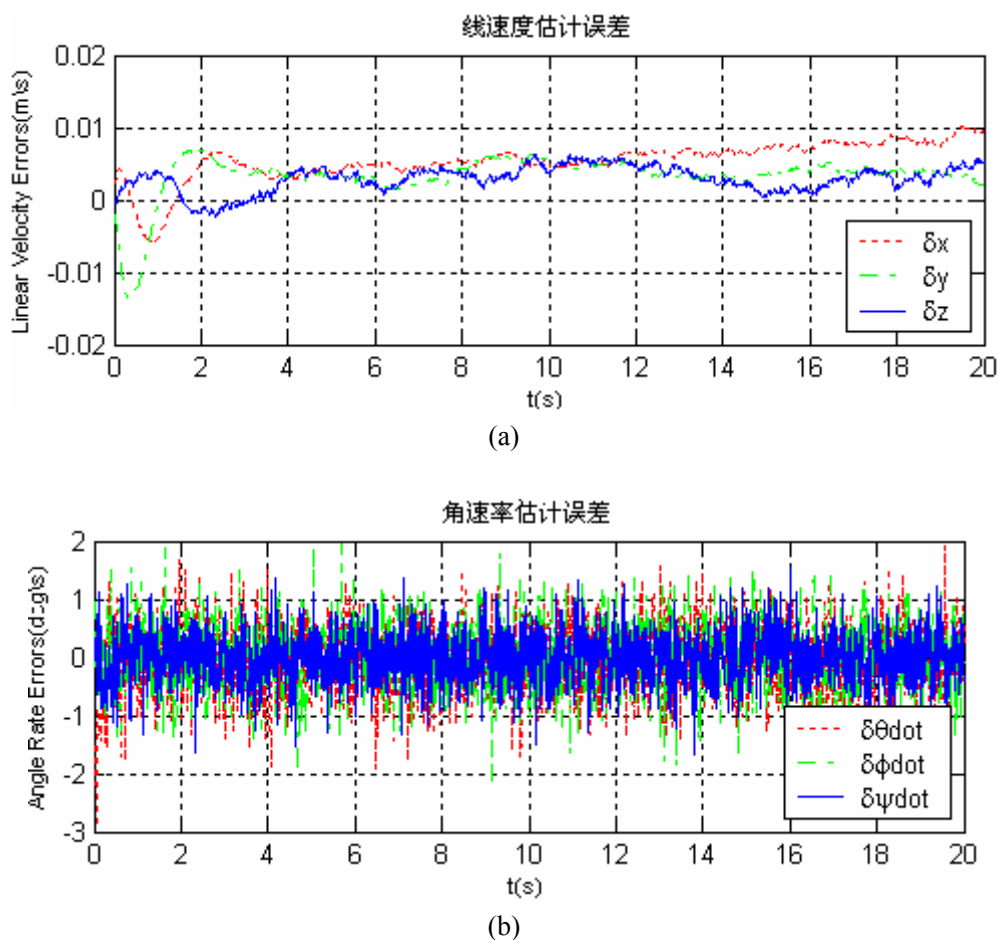 线速度估计误差
Linear Velocity Errors(m\s)
0.02
0.01
0
-0.01
-0.02
δx
δy
δz
0 2 4 6 8 10 12 14 16 18 20
t(s)
(a)
角速率估计误差
Angle Rate Errors(deg\s)
2
1
0
-1
-2
-3
δθdot
δϕdot
δψdot
0 2 4 6 8 10 12 14 16 18 20
t(s)
(b)